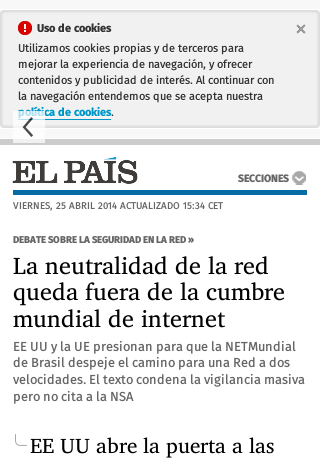 Uso de cookies
Utilizamos cookies propias y de terceros para
mejorar la experiencia de navegación, y ofrecer
contenidos y publicidad de interés. Al continuar con
la navegación entendemos que se acepta nuestra
política de cookies.
EL PAÍS
SECCIONES
VIERNES, 25 ABRIL 2014 ACTUALIZADO 15:34 CET
DEBATE SOBRE LA SEGURIDAD EN LA RED »
La neutralidad de la red
queda fuera de la cumbre
mundial de internet
EE UU y la UE presionan para que la NETMundial
de Brasil despeje el camino para una Red a dos
velocidades. El texto condena la vigilancia masiva
pero no cita a la NSA
EE UU abre la puerta a las